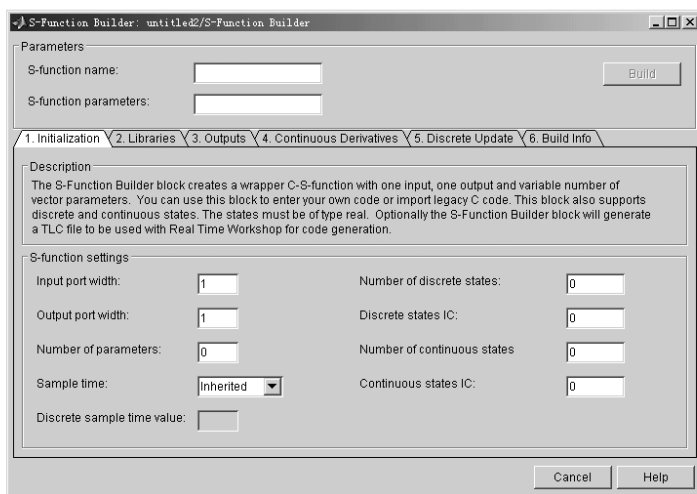 S-Function Builder: untitled2/S-Function Builder
Parameters
S-function name:
Build
S-function parameters:
1. Initialization 2. Libraries 3. Outputs 4. Continuous Derivatives 5. Discrete Update 6. Build Info
Description
The S-Function Builder block creates a wrapper C-S-function with one input, one output and variable number of
vector parameters. You can use this block to enter your own code or import legacy C code. This block also supports
discrete and continuous states. The states must be of type real. Optionally the S-Function Builder block will generate
a TLC file to be used with Real Time Workshop for code generation.
S-function settings
Input port width: 1 Number of discrete states: 0
Output port width: 1 Discrete states IC: 0
Number of parameters: 0 Number of continuous states 0
Sample time: Inherited Continuous states IC: 0
Discrete sample time value:
Cancel Help